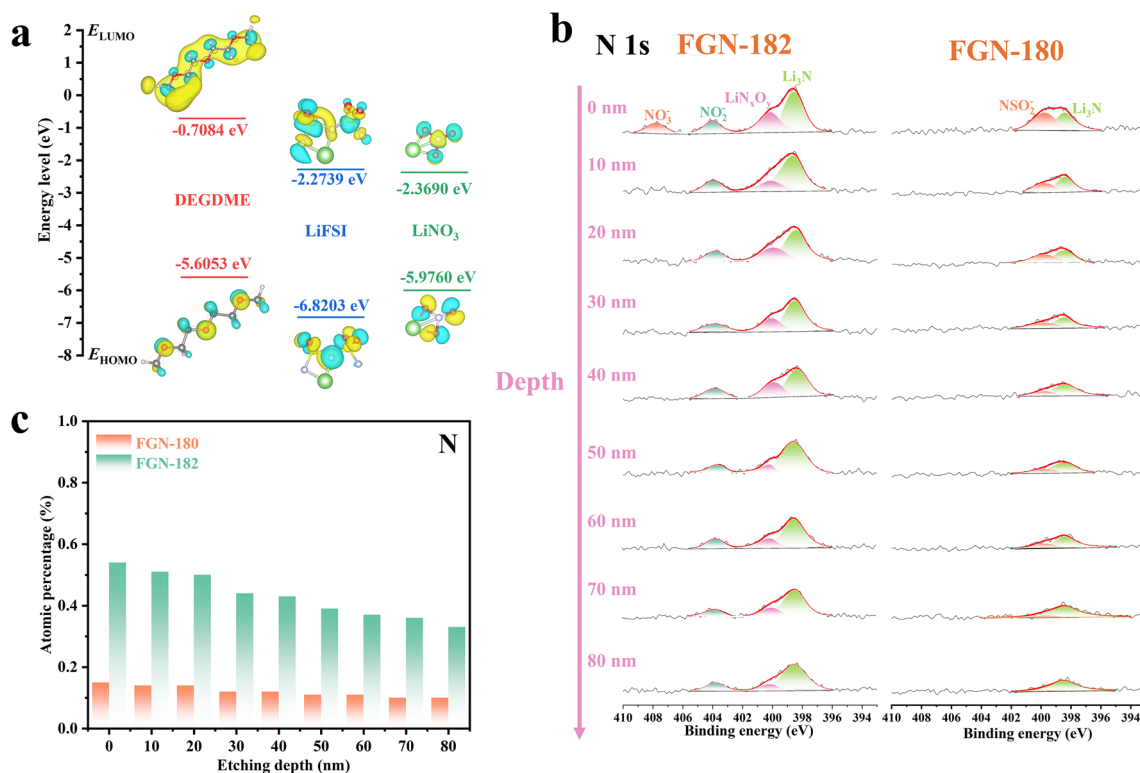 a
E_LUMO
2
1
0
-1
-2
-3
-4
-5
-6
-7
-8
E_HOMO
Energy level (eV)
-0.7084 eV
DEGDME
-5.6053 eV
-2.2739 eV
LiFSI
-6.8203 eV
-2.3690 eV
LiNO₃
-5.9760 eV
b
N 1s
FGN-182
FGN-180
NO₃⁻
NO₂⁻
LiNₓOᵧ
Li₃N
NSO₂⁻
Li₃N
Depth
0 nm
10 nm
20 nm
30 nm
40 nm
50 nm
60 nm
70 nm
80 nm
410 408 406 404 402 400 398 396 394
Binding energy (eV)
410 408 406 404 402 400 398 396 394
Binding energy (eV)
c
FGN-180
FGN-182
N
1.0
0.8
0.6
0.4
0.2
0.0
Atomic percentage (%)
0 10 20 30 40 50 60 70 80
Etching depth (nm)